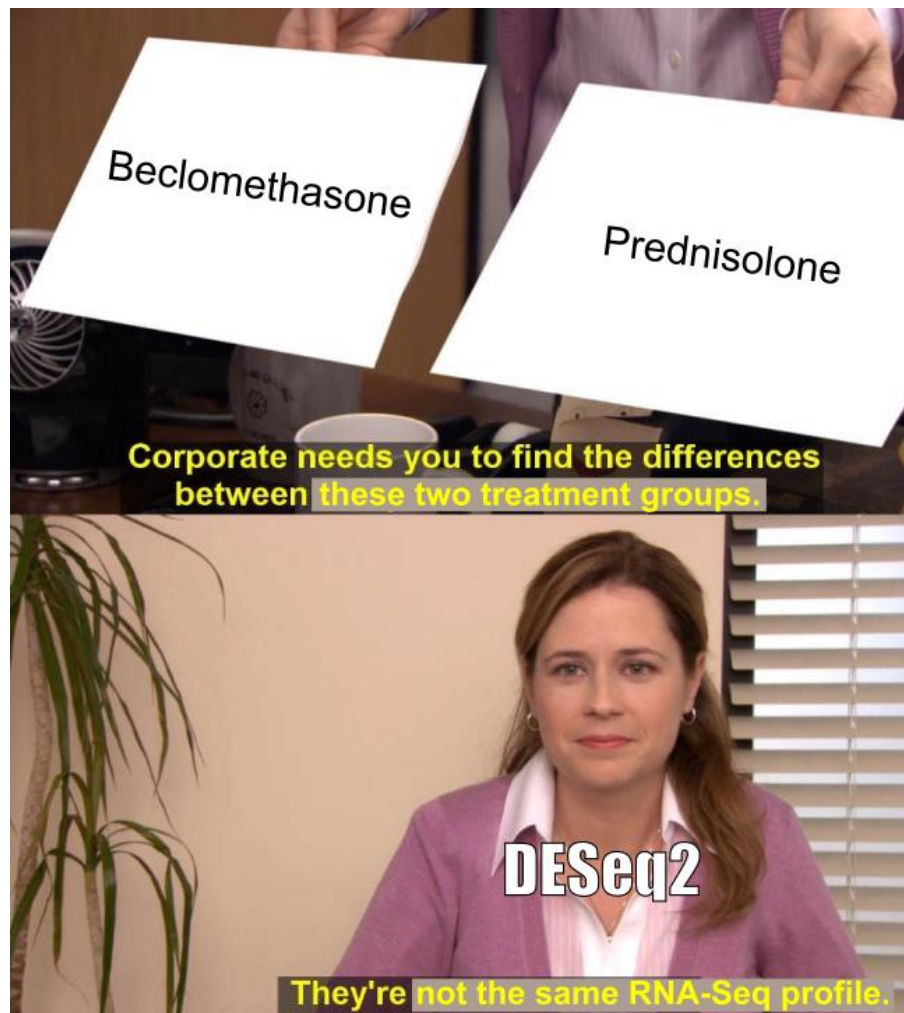 Beclomethasone
Prednisolone
Corporate needs you to find the differences
between these two treatment groups.
DESeq2
They're not the same RNA-Seq profile.